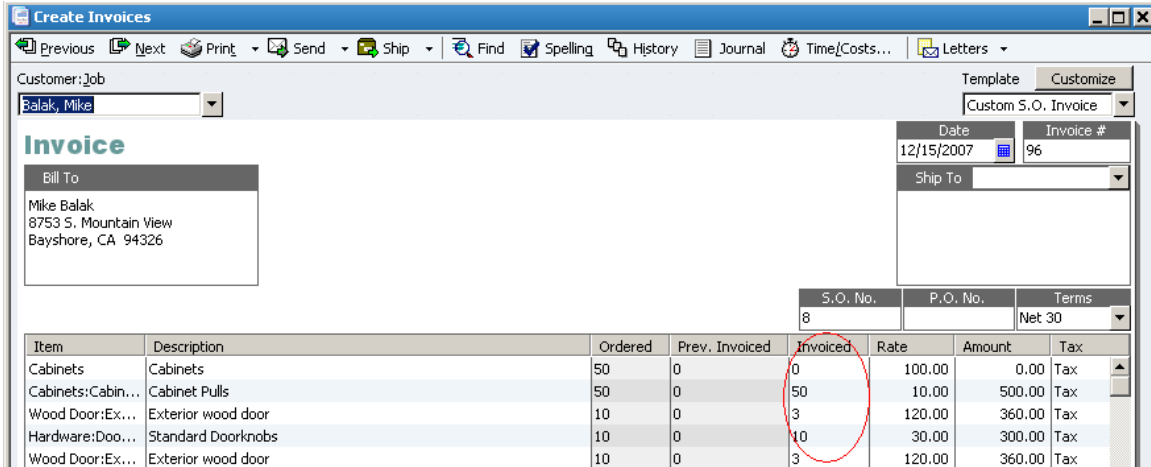 Create Invoices
Previous Next Print Send Ship Find Spelling History Journal Time/Costs... Letters
Customer:Job Template Customize
Balak, Mike Custom S.O. Invoice
Invoice
Date Invoice #
12/15/2007 96
Bill To Ship To
Mike Balak
8753 S. Mountain View
Bayshore, CA 94326
S.O. No. P.O. No. Terms
8 Net 30
Item Description Ordered Prev. Invoiced Invoiced Rate Amount Tax
Cabinets Cabinets 50 0 0 100.00 0.00 Tax
Cabinets:Cabin... Cabinet Pulls 50 0 50 10.00 500.00 Tax
Wood Door:Ex... Exterior wood door 10 0 3 120.00 360.00 Tax
Hardware:Doo... Standard Doorknobs 10 0 10 30.00 300.00 Tax
Wood Door:Ex... Exterior wood door 10 0 3 120.00 360.00 Tax